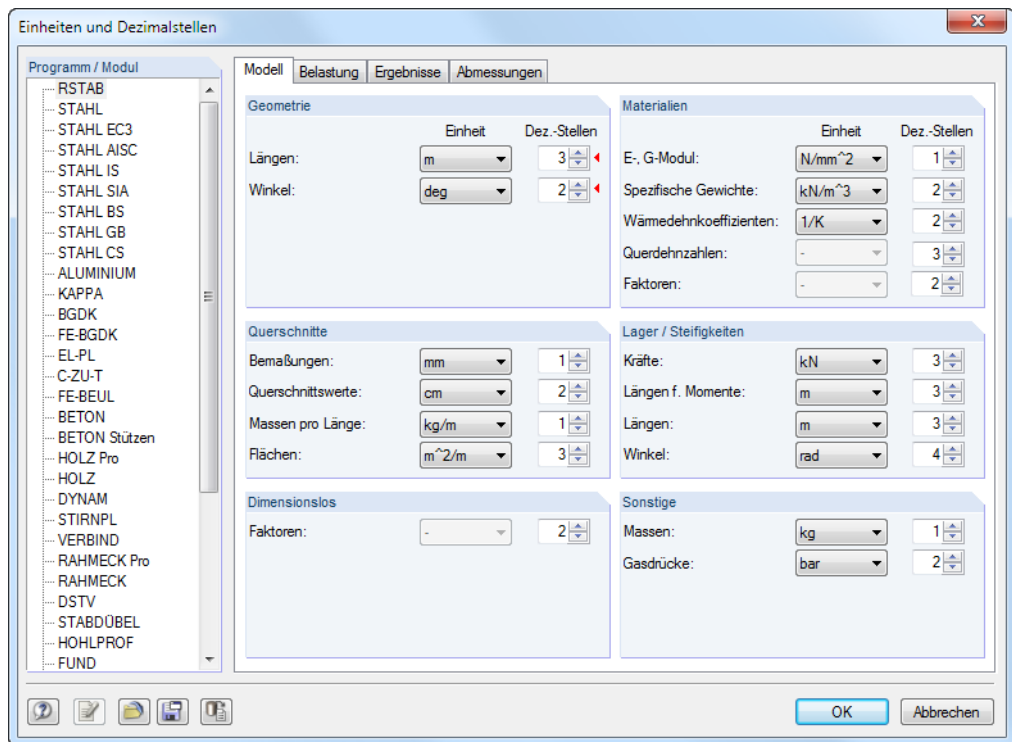 Einheiten und Dezimalstellen
Programm / Modul
RSTAB
STAHL
STAHL EC3
STAHL AISC
STAHL IS
STAHL SIA
STAHL BS
STAHL GB
STAHL CS
ALUMINIUM
KAPPA
BGDK
FE-BGDK
EL-PL
C-ZU-T
FE-BEUL
BETON
BETON Stützen
HOLZ Pro
HOLZ
DYNAM
STIRNPL
VERBIND
RAHMECK Pro
RAHMECK
DSTV
STABDÜBEL
HOHLPROF
FUND
Modell Belastung Ergebnisse Abmessungen
Geometrie
Einheit Dez.-Stellen
Längen: m 3
Winkel: deg 2
Materialien
Einheit Dez.-Stellen
E-, G-Modul: N/mm^2 1
Spezifische Gewichte: kN/m^3 2
Wärmedehnkoeffizienten: 1/K 2
Querdehnzahlen: - 3
Faktoren: - 2
Querschnitte
Bemaßungen: mm 1
Querschnittswerte: cm 2
Massen pro Länge: kg/m 1
Flächen: m^2/m 3
Lager / Steifigkeiten
Kräfte: kN 3
Längen f. Momente: m 3
Längen: m 3
Winkel: rad 4
Dimensionslos
Faktoren: - 2
Sonstige
Massen: kg 1
Gasdrücke: bar 2
OK Abbrechen